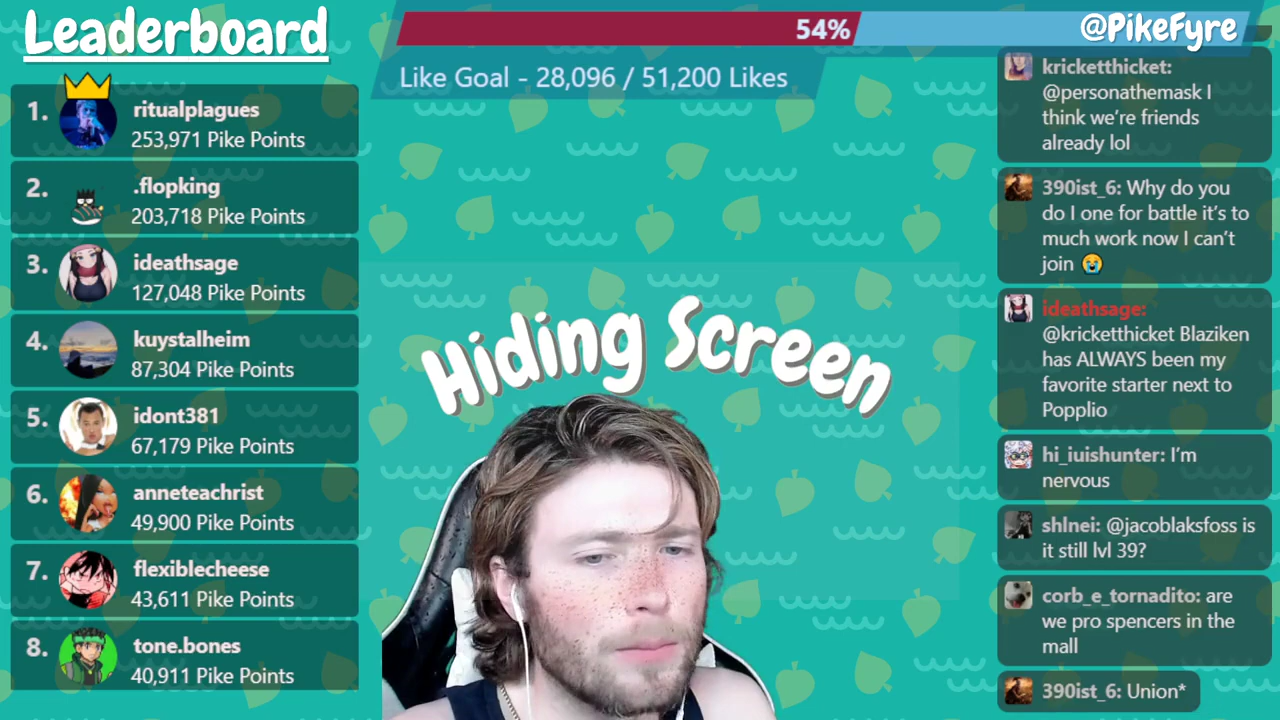 Leaderboard
1. ritualplagues
253,971 Pike Points
2. .flopking
203,718 Pike Points
3. ideathsage
127,048 Pike Points
4. kuystalheim
87,304 Pike Points
5. idont381
67,179 Pike Points
6. anneteachrist
49,900 Pike Points
7. flexiblecheese
43,611 Pike Points
8. tone.bones
40,911 Pike Points
54%
Like Goal - 28,096 / 51,200 Likes
Hiding Screen
@PikeFyre
kricketthicket:
@personathemask I
think we're friends
already lol
390ist_6: Why do you
do I one for battle it's to
much work now I can't
join 😭
ideathsage:
@kricketthicket Blaziken
has ALWAYS been my
favorite starter next to
Popplio
hi_iuishunter: I'm
nervous
shlnei: @jacoblaksfoss is
it still lvl 39?
corb_e_tornadito: are
we pro spencers in the
mall
390ist_6: Union*